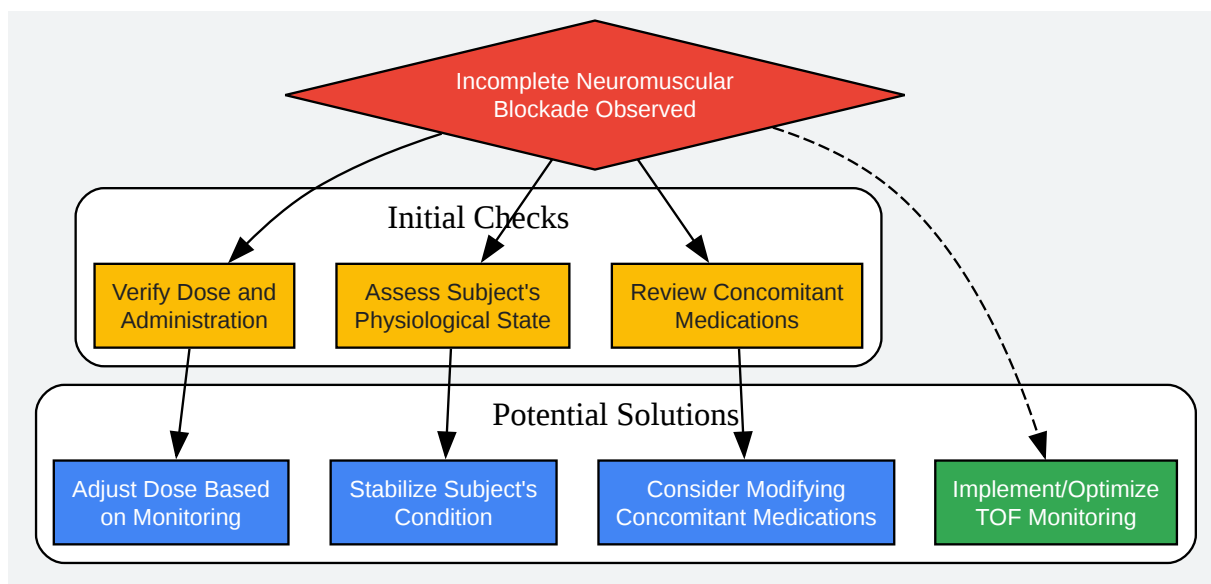 Incomplete Neuromuscular
Blockade Observed
Initial Checks
Verify Dose and
Administration
Assess Subject's
Physiological State
Review Concomitant
Medications
Potential Solutions
Adjust Dose Based
on Monitoring
Stabilize Subject's
Condition
Consider Modifying
Concomitant Medications
Implement/Optimize
TOF Monitoring